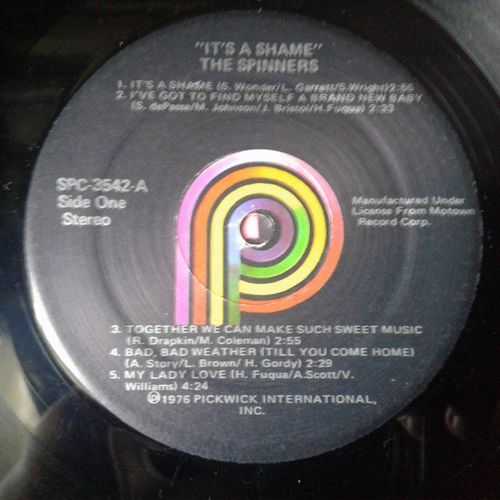 "IT'S A SHAME"
THE SPINNERS
1. IT'S A SHAME (S. Wonder/L. Garrett/S. Wright) 2:55
2. I'VE GOT TO FIND MYSELF A BRAND NEW BABY
(S. dePasse/M. Johnson/J. Bristol/H. Fuqua) 2:33
SPC-3542-A
Side One
Stereo
Manufactured Under
License From Motown
Record Corp.
3. TOGETHER WE CAN MAKE SUCH SWEET MUSIC
(R. Drapkin/M. Coleman) 2:55
4. BAD, BAD WEATHER (TILL YOU COME HOME)
(A. Story/L. Brown/ H. Gordy) 2:29
5. MY LADY LOVE (H. Fuqua/A.Scott/V.
Williams) 4:24
℗1976 PICKWICK INTERNATIONAL,
INC.